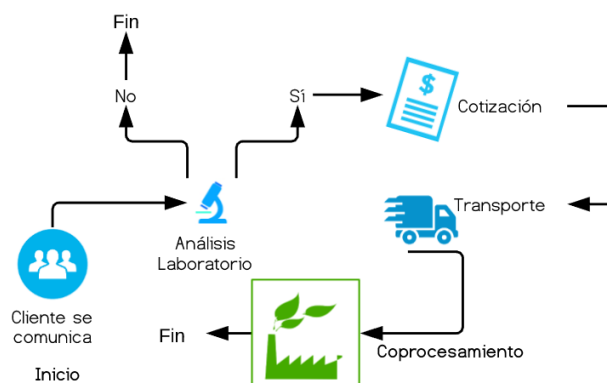 Fin
No
Sí
$
Cotización
Transporte
Análisis
Laboratorio
Cliente se
comunica
Inicio
Fin
Coprocesamiento